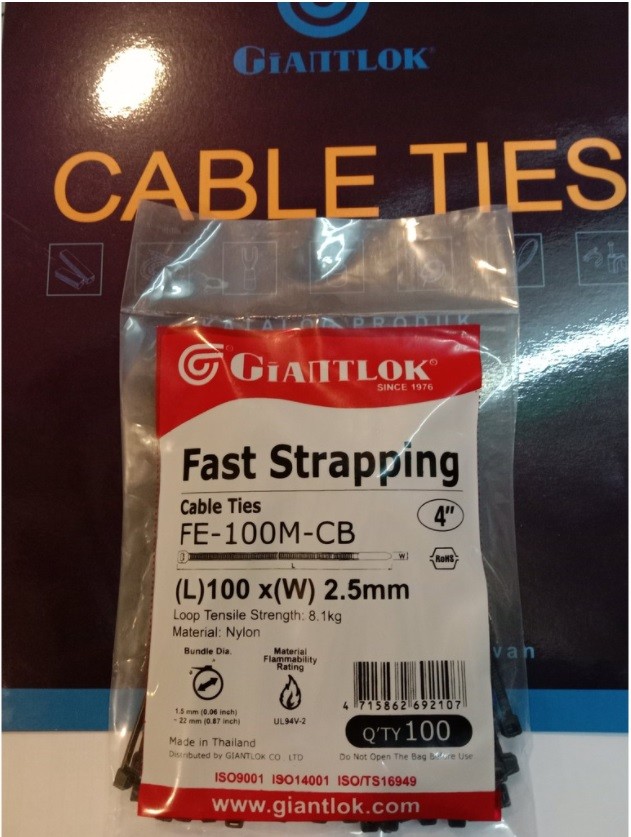 GIANTLOK
CABLE TIES
KATALOG PRODUK
GIANTLOK
SINCE 1976
Fast Strapping
Cable Ties
4"
FE-100M-CB
W
L
RoHS
(L)100 x(W) 2.5mm
Loop Tensile Strength: 8.1kg
Material: Nylon
Bundle Dia.
Material
Flammability
Rating
1.5 mm (0.06 inch)
~ 22 mm (0.87 inch)
UL94V-2
4 715862 692107
Q'TY 100
Made in Thailand
Distributed by GIANTLOK CO., LTD
Do Not Open The Bag Before Use
ISO9001 ISO14001 ISO/TS16949
www.giantlok.com